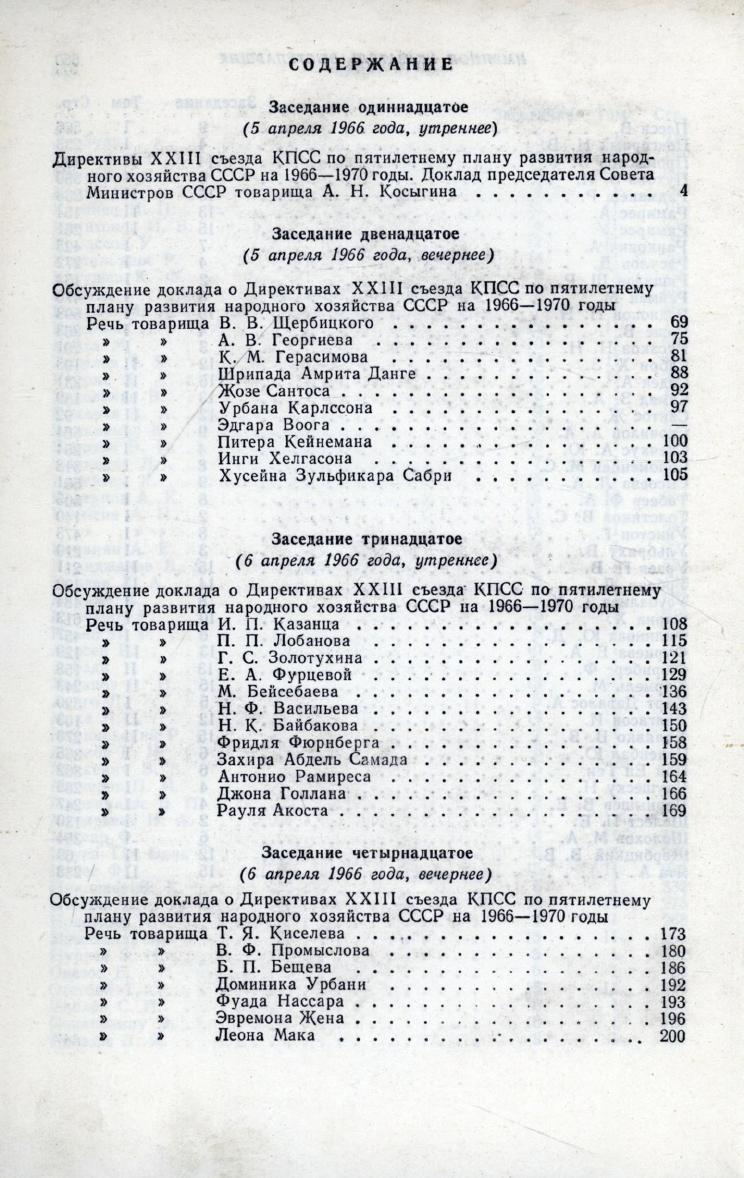 СОДЕРЖАНИЕ
Заседание одиннадцатое
(5 апреля 1966 года, утреннее)
Директивы XXIII съезда КПСС по пятилетнему плану развития народ-
ного хозяйства СССР на 1966—1970 годы. Доклад председателя Совета
Министров СССР товарища А. Н. Косыгина . . . . . . . . . . . 4
Заседание двенадцатое
(5 апреля 1966 года, вечернее)
Обсуждение доклада о Директивах XXIII съезда КПСС по пятилетнему
плану развития народного хозяйства СССР на 1966—1970 годы
Речь товарища В. В. Щербицкого . . . . . . . . . . . . . . . . 69
» » А. В. Георгиева . . . . . . . . . . . . . . . . 75
» » К. М. Герасимова . . . . . . . . . . . . . . . . 81
» » Шрипада Амрита Данге . . . . . . . . . . . . . . 88
» » Жозе Сантоса . . . . . . . . . . . . . . . . . . 92
» » Урбана Карлссона . . . . . . . . . . . . . . . . 97
» » Эдгара Воога . . . . . . . . . . . . . . . . . . —
» » Питера Кейнемана . . . . . . . . . . . . . . . . 100
» » Инги Хелгасона . . . . . . . . . . . . . . . . . 103
» » Хусейна Зульфикара Сабри . . . . . . . . . . . 105
Заседание тринадцатое
(6 апреля 1966 года, утреннее)
Обсуждение доклада о Директивах XXIII съезда КПСС по пятилетнему
плану развития народного хозяйства СССР на 1966—1970 годы
Речь товарища И. П. Казанца . . . . . . . . . . . . . . . . . 108
» » П. П. Лобанова . . . . . . . . . . . . . . . . . 115
» » Г. С. Золотухина . . . . . . . . . . . . . . . . 121
» » Е. А. Фурцевой . . . . . . . . . . . . . . . . . 129
» » М. Бейсебаева . . . . . . . . . . . . . . . . . 136
» » Н. Ф. Васильева . . . . . . . . . . . . . . . . 143
» » Н. К. Байбакова . . . . . . . . . . . . . . . . 150
» » Фридля Фюрнберга . . . . . . . . . . . . . . . 158
» » Захира Абдель Самада . . . . . . . . . . . . . 159
» » Антонио Рамиреса . . . . . . . . . . . . . . . 164
» » Джона Голлана . . . . . . . . . . . . . . . . . 166
» » Рауля Акоста . . . . . . . . . . . . . . . . . . 169
Заседание четырнадцатое
(6 апреля 1966 года, вечернее)
Обсуждение доклада о Директивах XXIII съезда КПСС по пятилетнему
плану развития народного хозяйства СССР на 1966—1970 годы
Речь товарища Т. Я. Киселева . . . . . . . . . . . . . . . . . 173
» » В. Ф. Промыслова . . . . . . . . . . . . . . . . 180
» » Б. П. Бещева . . . . . . . . . . . . . . . . . . 186
» » Доминика Урбани . . . . . . . . . . . . . . . . 192
» » Фуада Нассара . . . . . . . . . . . . . . . . . 193
» » Эвремона Жена . . . . . . . . . . . . . . . . . 196
» » Леона Мака . . . . . . . . . . . . . . . . . . . 200